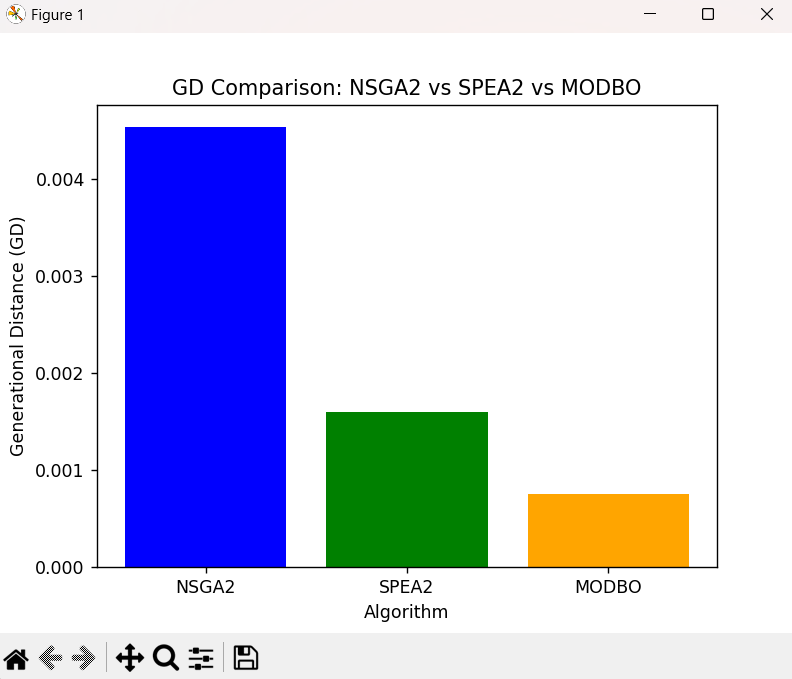 Figure 1
GD Comparison: NSGA2 vs SPEA2 vs MODBO
Generational Distance (GD)
0.004
0.003
0.002
0.001
0.000
NSGA2 SPEA2 MODBO
Algorithm